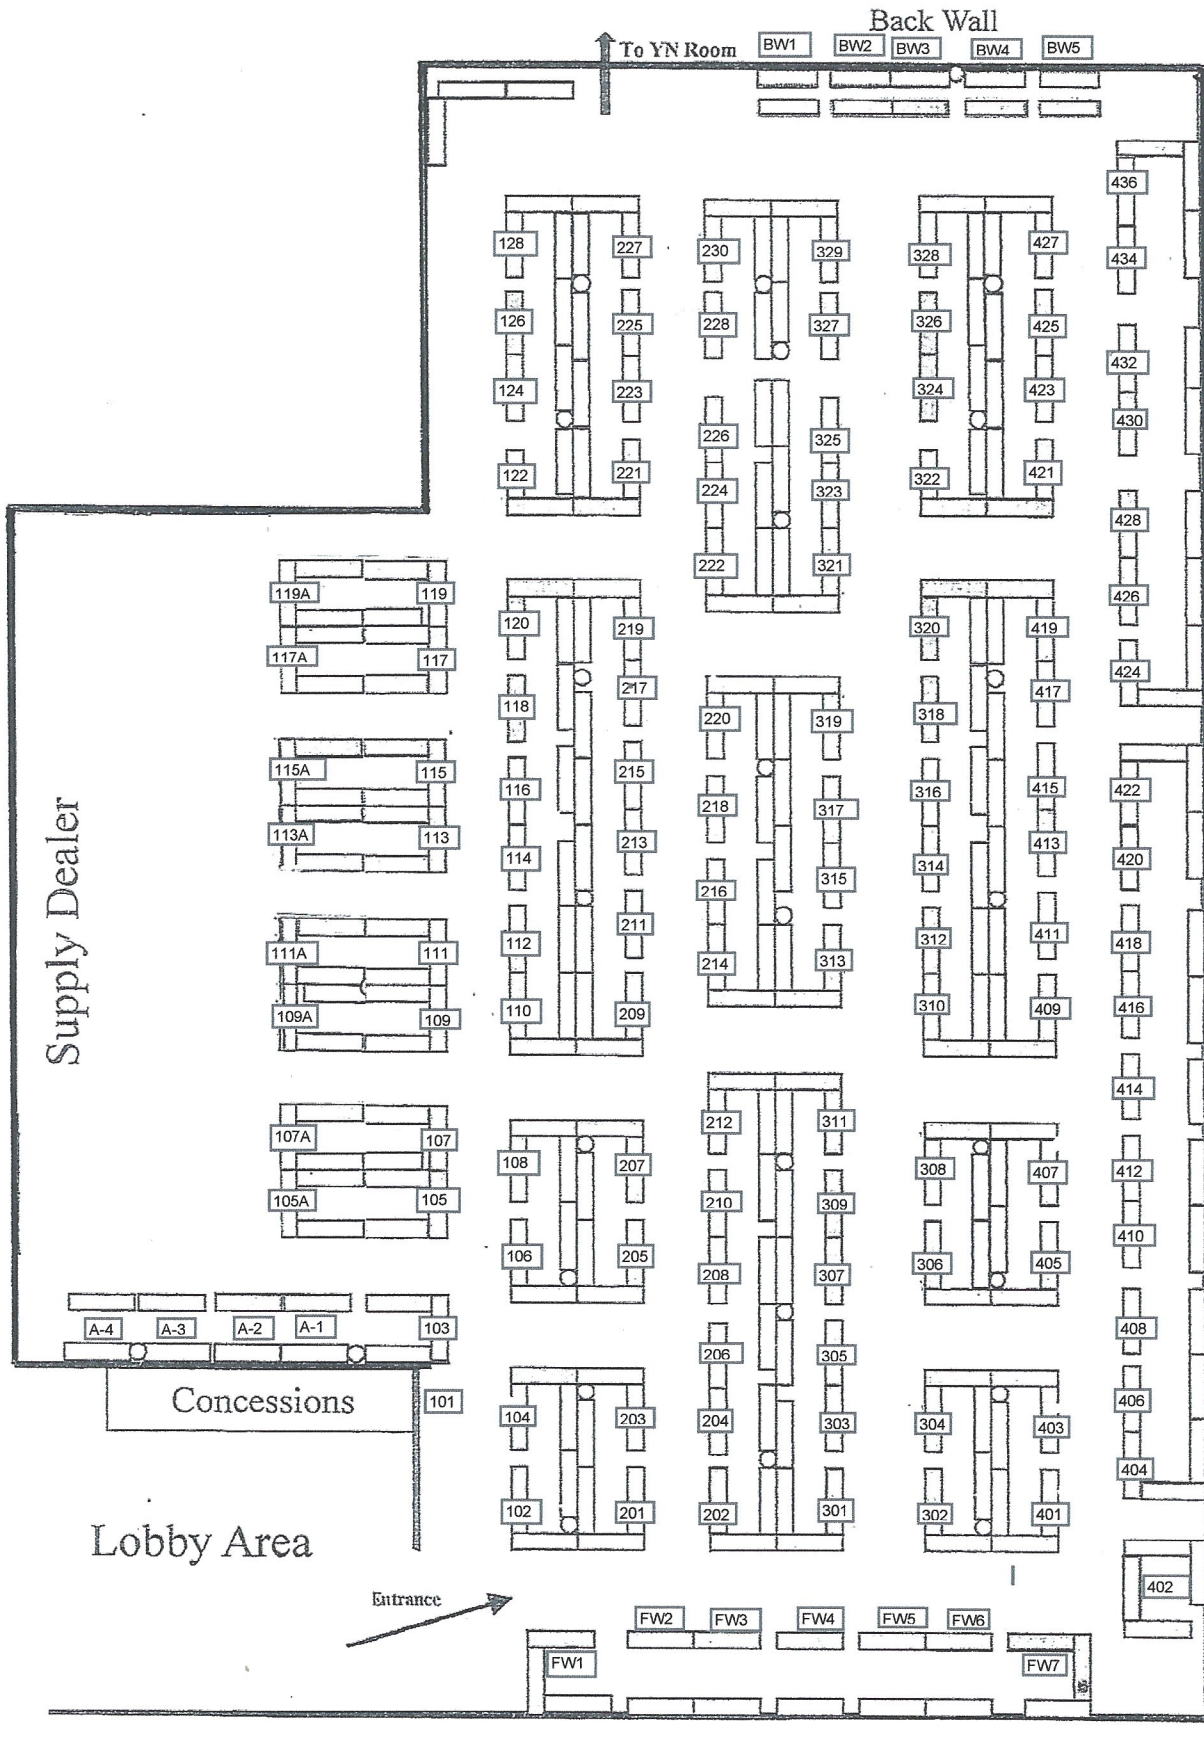 Back Wall
To YN Room
BW1 BW2 BW3 BW4 BW5
436
128 227 230 329 328 427
434
126 225 228 327 326 425
432
124 223 324 423
430
226 325
122 221 322 421
224 323
428
222 321
119A 119 426
120 219 320 419
117A 117 424
217 417
118 220 319 318
115A 115 215
116 316 415 422
218 317
113A 113 213 413
114 314 420
216 315
211 411
112 312 418
111A 111
214 313
110 310 409 416
109A 109 209
Supply Dealer
414
212 311
107A 107
108 207 308 407 412
105A 105 210 309
410
106 205 306 405
208 307
A-4 A-3 A-2 A-1 103 408
206 305
Concessions 101 406
104 203 204 303 304 403
404
102 201 202 301 302 401
Lobby Area
402
Entrance
FW2 FW3 FW4 FW5 FW6
FW1 FW7